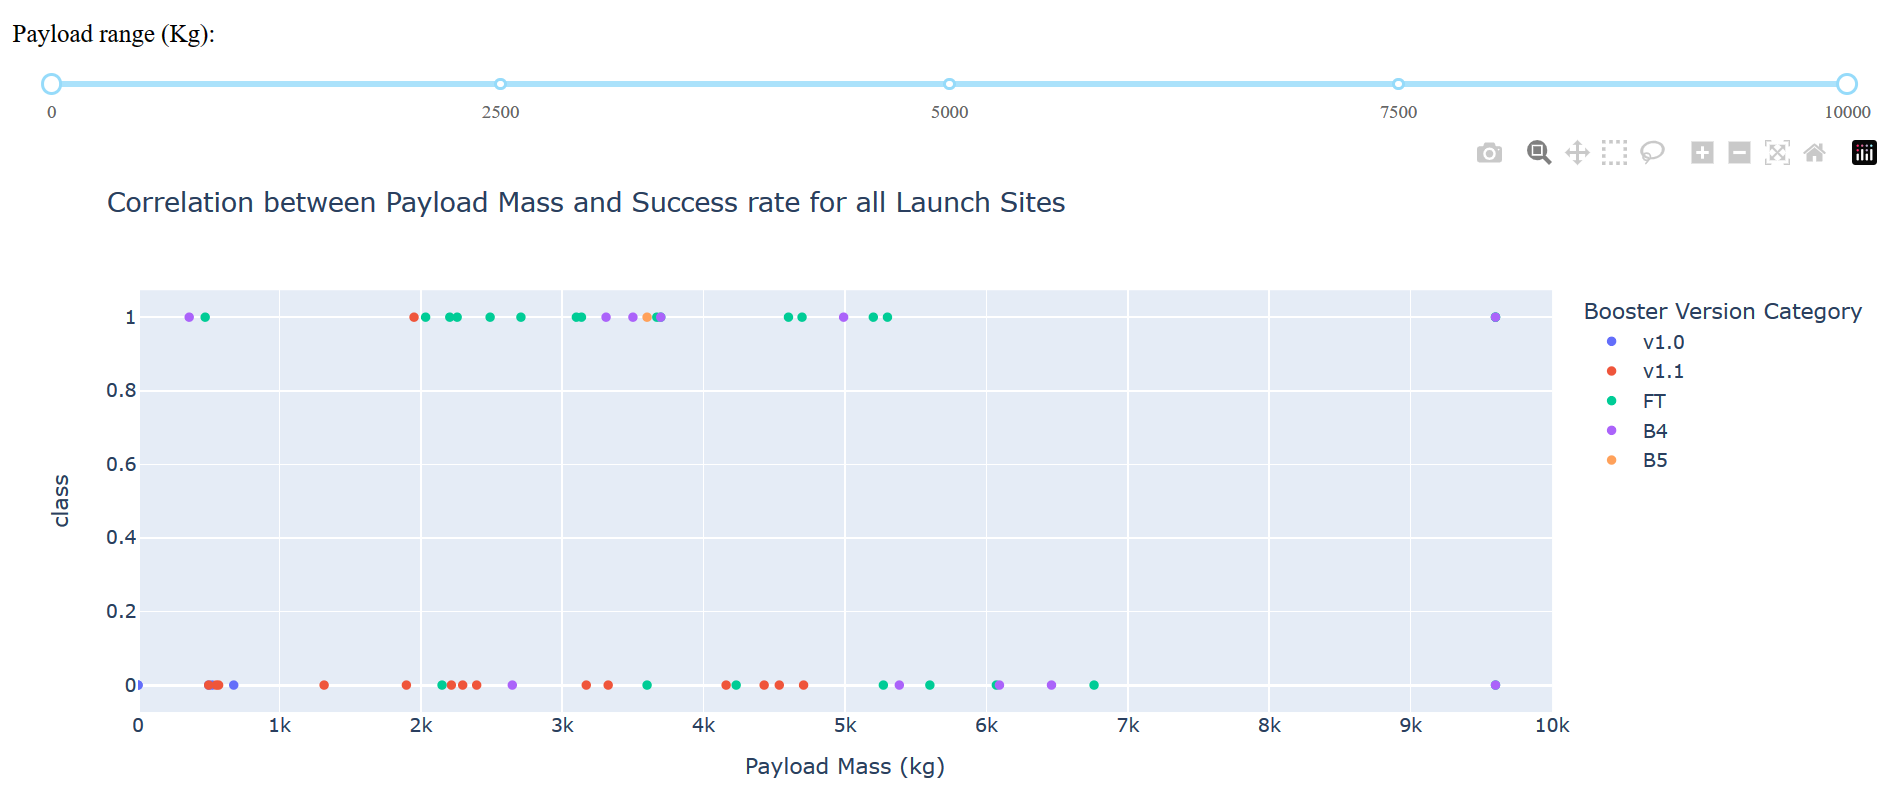 Payload range (Kg):
0 2500 5000 7500 10000
Correlation between Payload Mass and Success rate for all Launch Sites
1
0.8
0.6
0.4
0.2
0
class
0 1k 2k 3k 4k 5k 6k 7k 8k 9k 10k
Payload Mass (kg)
Booster Version Category
v1.0
v1.1
FT
B4
B5